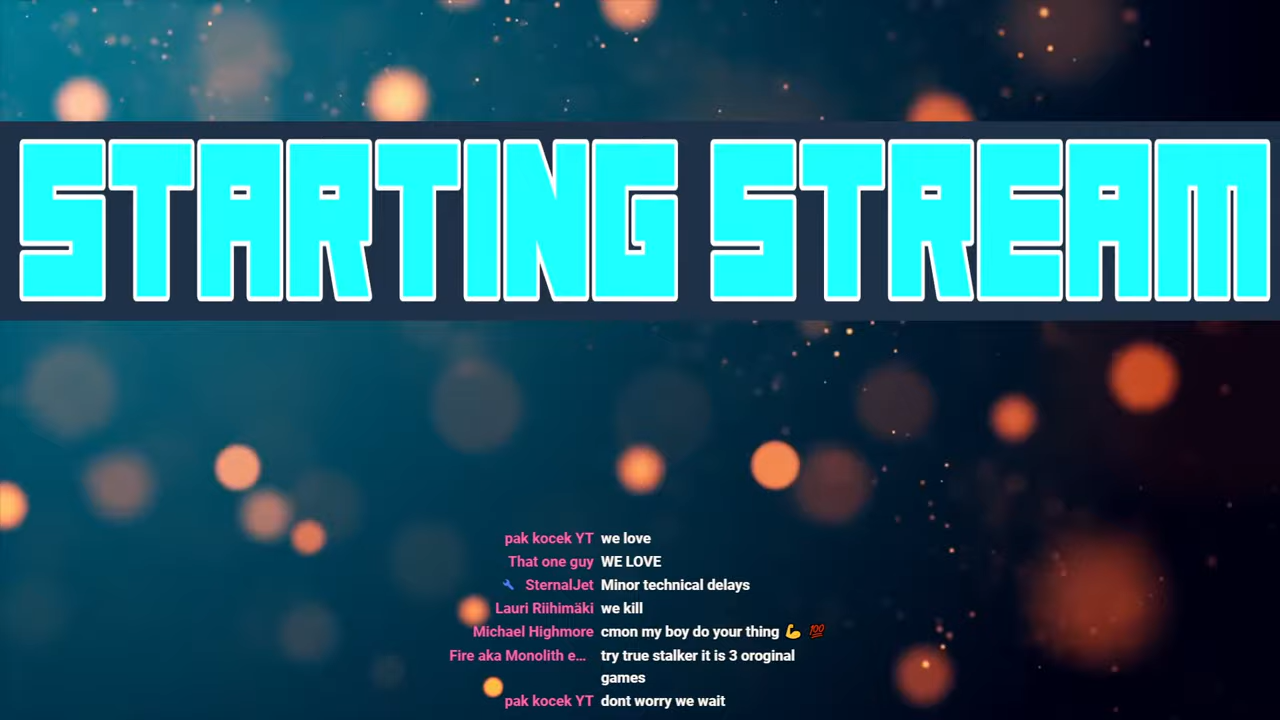 STARTING STREAM
pak kocek YT we love
That one guy WE LOVE
SternalJet Minor technical delays
Lauri Riihimäki we kill
Michael Highmore cmon my boy do your thing 💪 💯
Fire aka Monolith e... try true stalker it is 3 oroginal
games
pak kocek YT dont worry we wait